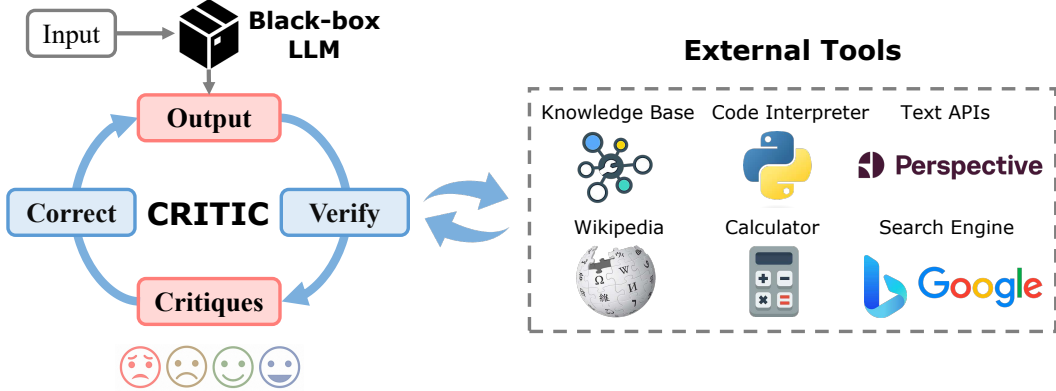 Input
Black-box
LLM
Output
Correct
CRITIC
Verify
Critiques
External Tools
Knowledge Base
Code Interpreter
Text APIs
Perspective
Wikipedia
Calculator
Search Engine
Ω
W
И
Google